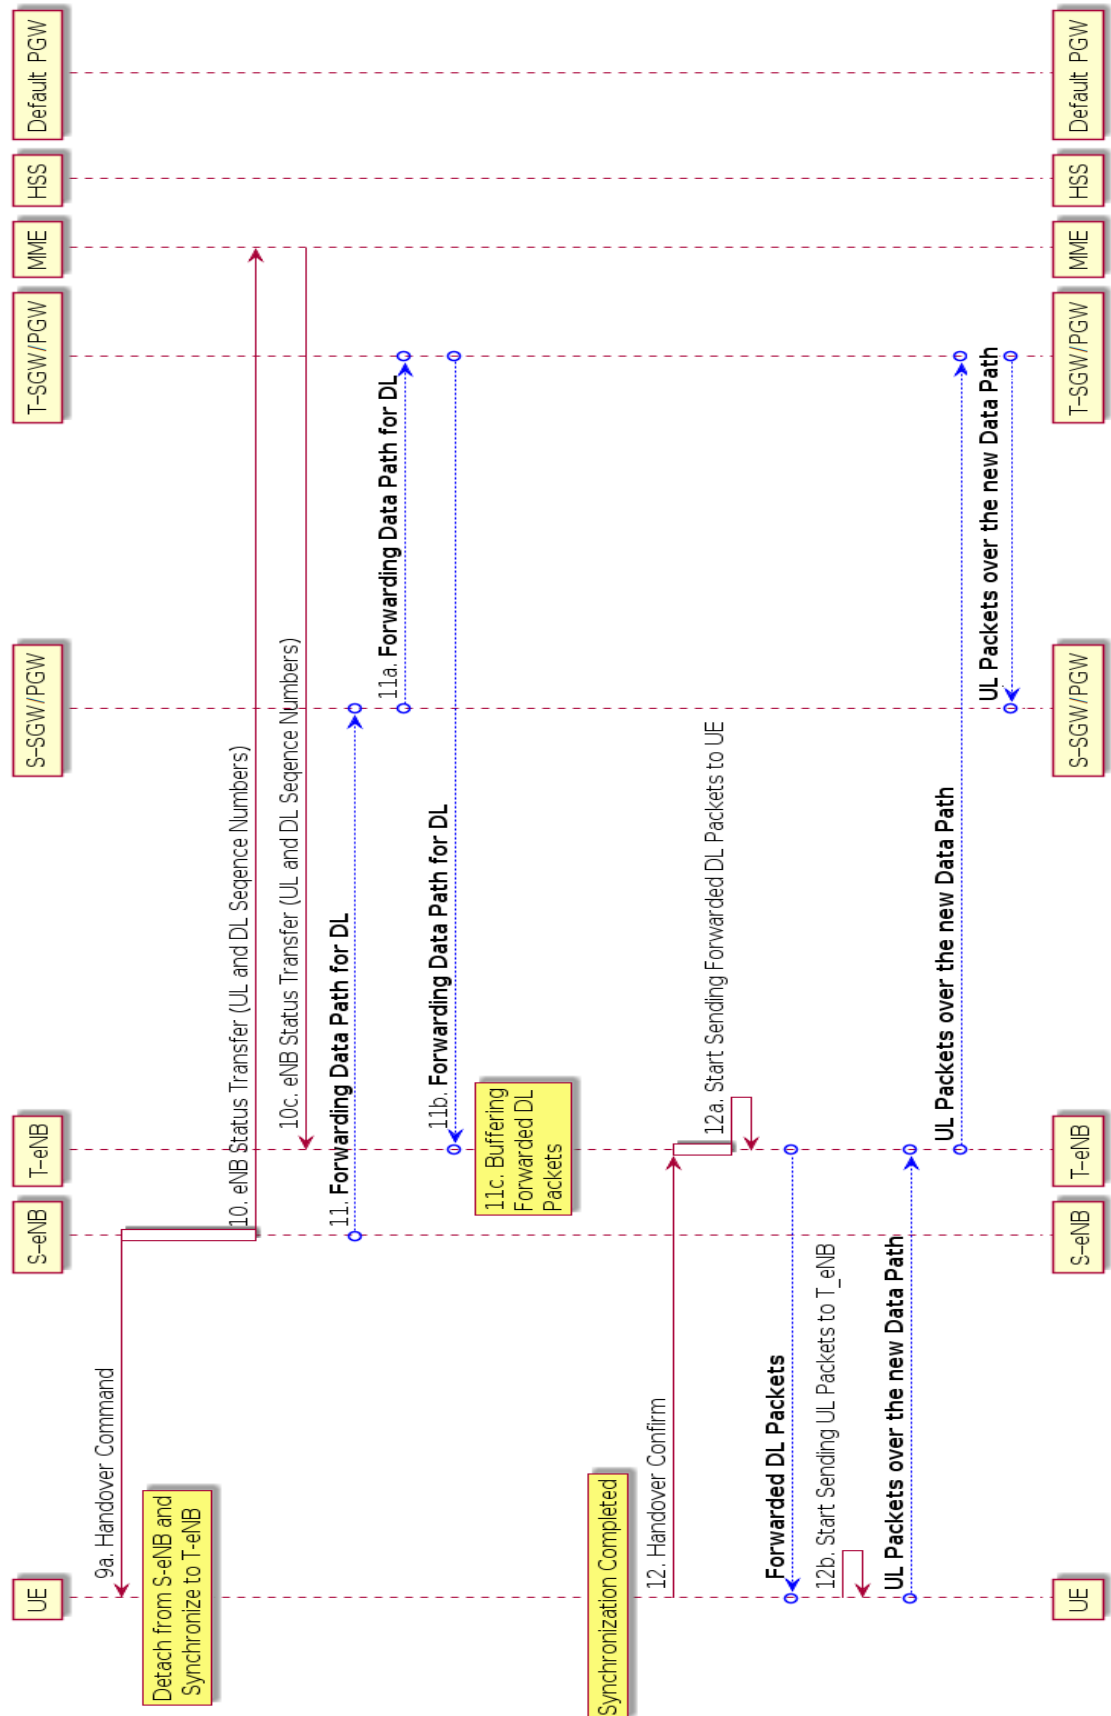 UE
S-eNB
T-eNB
S-SGW/PGW
T-SGW/PGW
MME
HSS
Default PGW
9a. Handover Command
Detach from S-eNB and
Synchronize to T-eNB
10. eNB Status Transfer (UL and DL Seqence Numbers)
10c. eNB Status Transfer (UL and DL Seqence Numbers)
11. Forwarding Data Path for DL
11a. Forwarding Data Path for DL
11b. Forwarding Data Path for DL
11c. Buffering
Forwarded DL
Packets
Synchronization Completed
12. Handover Confirm
12a. Start Sending Forwarded DL Packets to UE
Forwarded DL Packets
12b. Start Sending UL Packets to T_eNB
UL Packets over the new Data Path
UL Packets over the new Data Path
UL Packets over the new Data Path
UE
S-eNB
T-eNB
S-SGW/PGW
T-SGW/PGW
MME
HSS
Default PGW